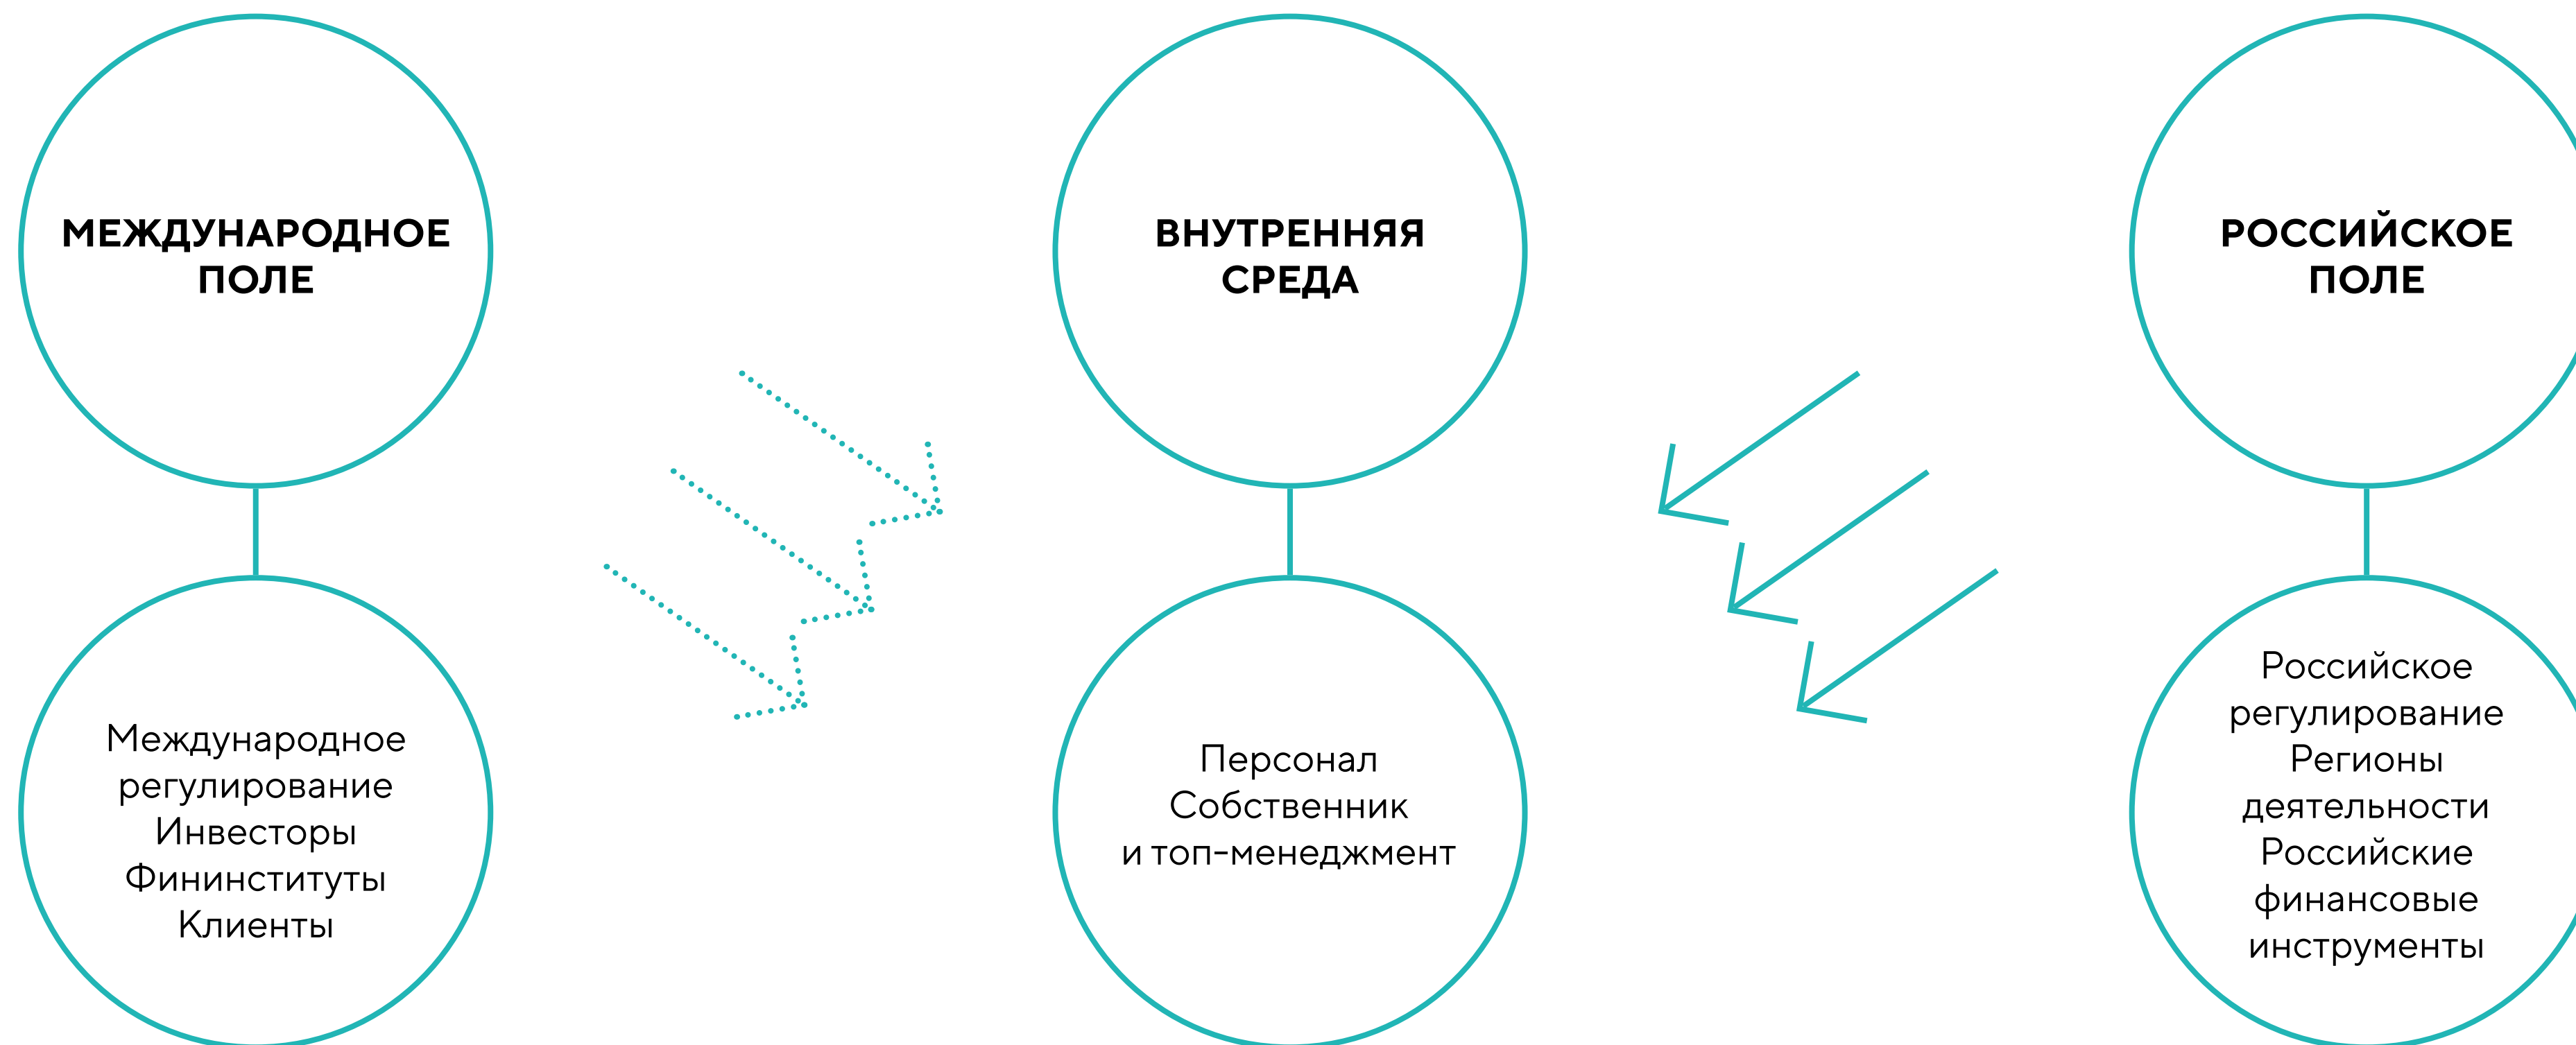 МЕЖДУНАРОДНОЕ
ПОЛЕ
Международное
регулирование
Инвесторы
Фининституты
Клиенты
ВНУТРЕННЯЯ
СРЕДА
Персонал
Собственник
и топ-менеджмент
РОССИЙСКОЕ
ПОЛЕ
Российское
регулирование
Регионы
деятельности
Российские
финансовые
инструменты